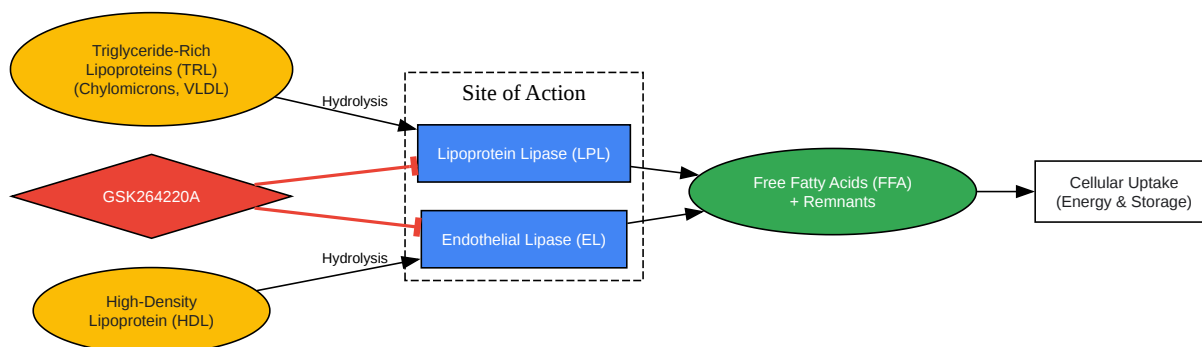 Triglyceride-Rich
Lipoproteins (TRL)
(Chylomicrons, VLDL)
Hydrolysis
Site of Action
Lipoprotein Lipase (LPL)
GSK264220A
Free Fatty Acids (FFA)
+ Remnants
Cellular Uptake
(Energy & Storage)
Endothelial Lipase (EL)
Hydrolysis
High-Density
Lipoprotein (HDL)